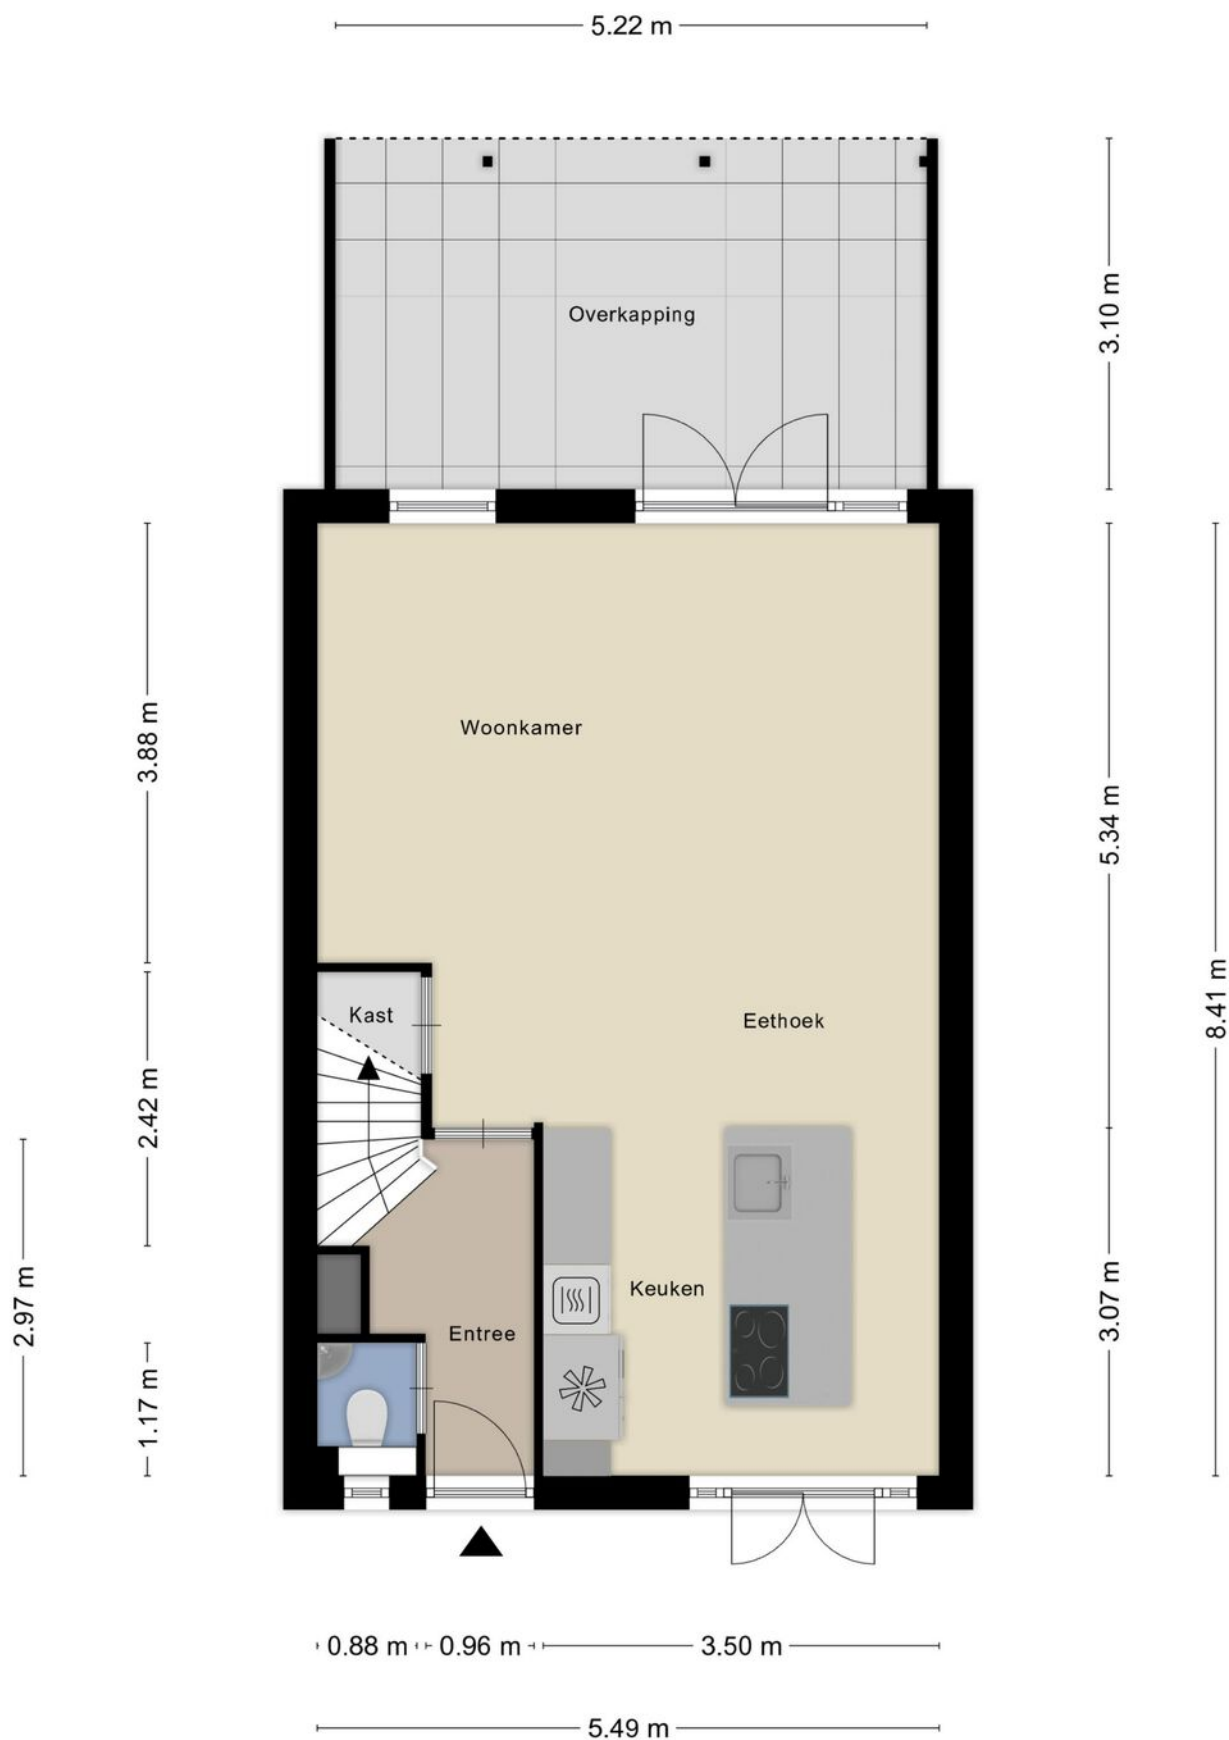 5.22 m
3.10 m
Overkapping
3.88 m
Woonkamer
5.34 m
8.41 m
Kast
Eethoek
2.42 m
2.97 m
Keuken
3.07 m
Entree
1.17 m
0.88 m
0.96 m
3.50 m
5.49 m